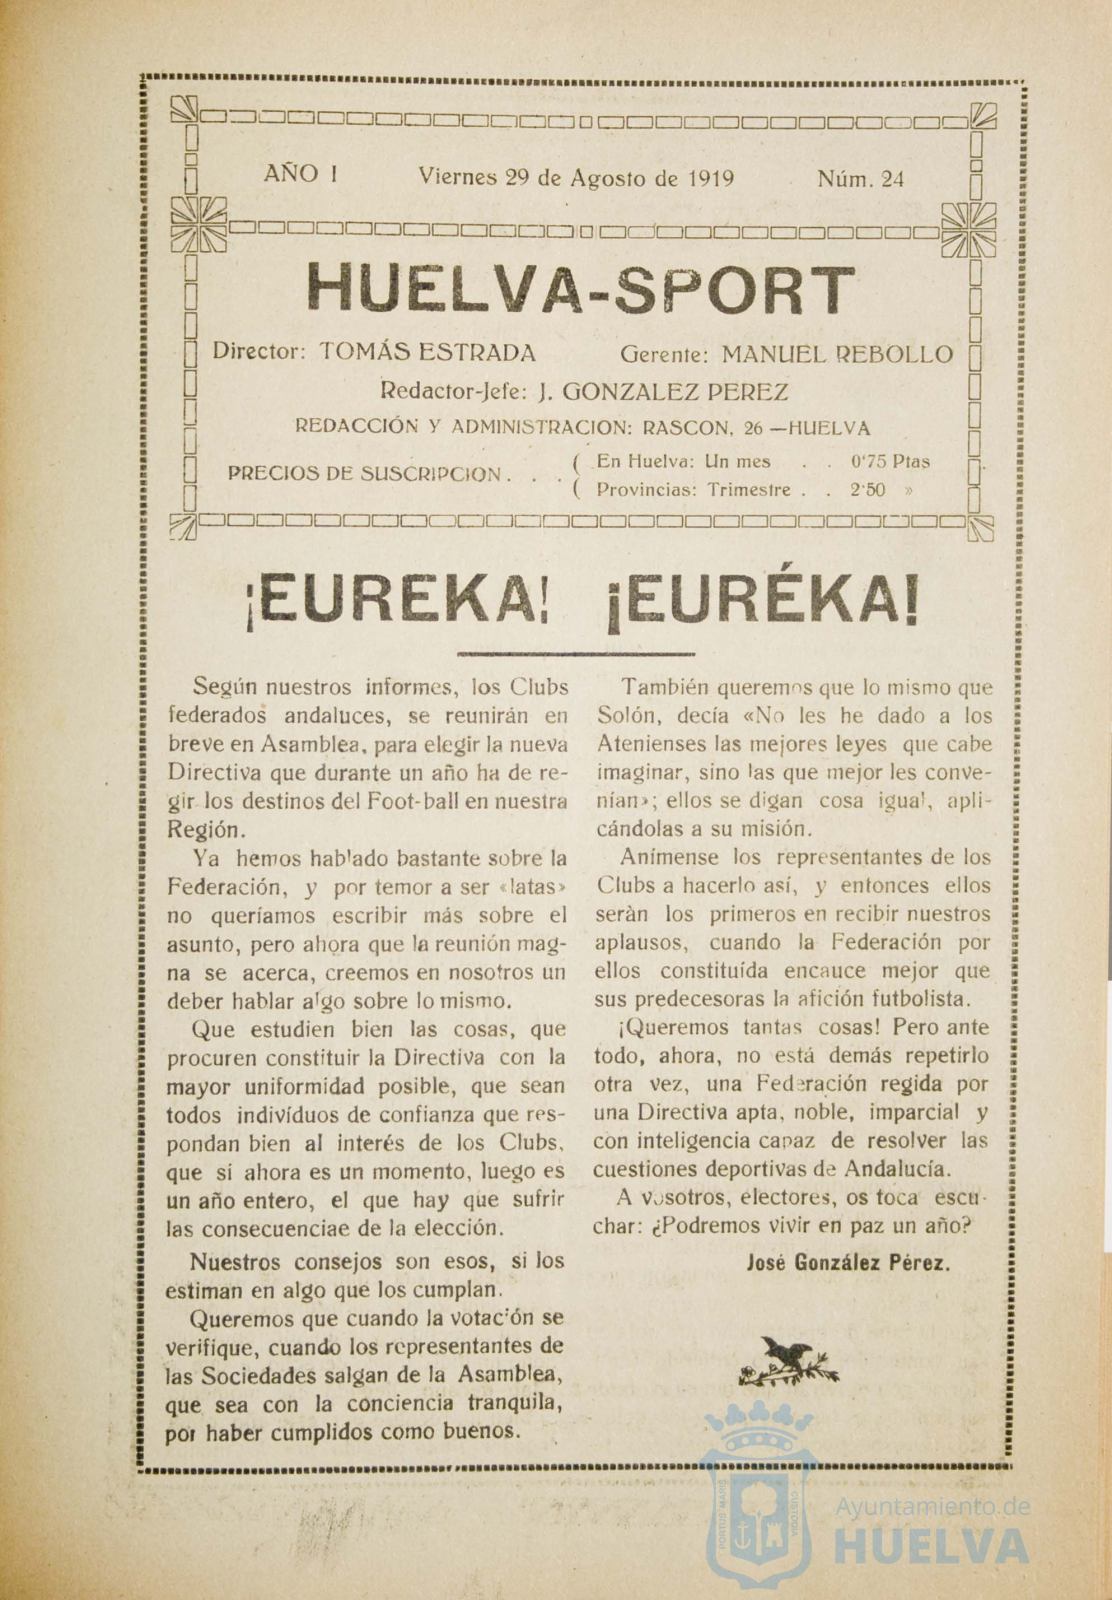 AÑO I Viernes 29 de Agosto de 1919 Núm. 24
HUELVA-SPORT
Director: TOMÁS ESTRADA Gerente: MANUEL REBOLLO
Redactor-Jefe: J. GONZALEZ PEREZ
REDACCIÓN Y ADMINISTRACION: RASCON, 26 —HUELVA
PRECIOS DE SUSCRIPCION . . . ( En Huelva: Un mes . . 0'75 Ptas
( Provincias: Trimestre . . 2'50 »
¡EUREKA! ¡EURÉKA!
Según nuestros informes, los Clubs
federados andaluces, se reunirán en
breve en Asamblea, para elegir la nueva
Directiva que durante un año ha de re-
gir los destinos del Foot-ball en nuestra
Región.
Ya hemos hablado bastante sobre la
Federación, y por temor a ser «latas»
no queríamos escribir más sobre el
asunto, pero ahora que la reunión mag-
na se acerca, creemos en nosotros un
deber hablar algo sobre lo mismo.
Que estudien bien las cosas, que
procuren constituir la Directiva con la
mayor uniformidad posible, que sean
todos indivíduos de confianza que res-
pondan bien al interés de los Clubs,
que si ahora es un momento, luego es
un año entero, el que hay que sufrir
las consecuenciae de la elección.
Nuestros consejos son esos, si los
estiman en algo que los cumplan.
Queremos que cuando la votación se
verifique, cuando los representantes de
las Sociedades salgan de la Asamblea,
que sea con la conciencia tranquila,
por haber cumplidos como buenos.
También queremos que lo mismo que
Solón, decía «No les he dado a los
Atenienses las mejores leyes que cabe
imaginar, sino las que mejor les conve-
nían»; ellos se digan cosa igual, apli-
cándolas a su misión.
Anímense los representantes de los
Clubs a hacerlo así, y entonces ellos
seràn los primeros en recibir nuestros
aplausos, cuando la Federación por
ellos constituída encauce mejor que
sus predecesoras la afición futbolista.
¡Queremos tantas cosas! Pero ante
todo, ahora, no está demás repetirlo
otra vez, una Federación regida por
una Directiva apta, noble, imparcial y
con inteligencia capaz de resolver las
cuestiones deportivas de Andalucía.
A vosotros, electores, os toca escu-
char: ¿Podremos vivir en paz un año?
José González Pérez.
PORTUS MARIS CUSTODIA
Ayuntamiento de
HUELVA